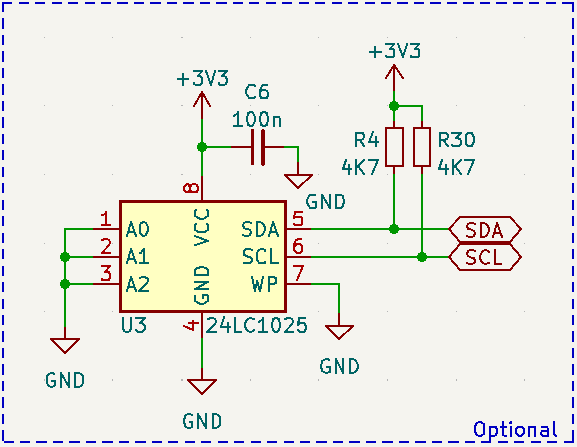 +3V3
+3V3
C6
100n
R4
4K7
R30
4K7
GND
8
1 A0
2 A1
3 A2
VCC
GND
SDA 5
SCL 6
WP 7
SDA
SCL
U3
4
24LC1025
GND
GND
GND
Optional